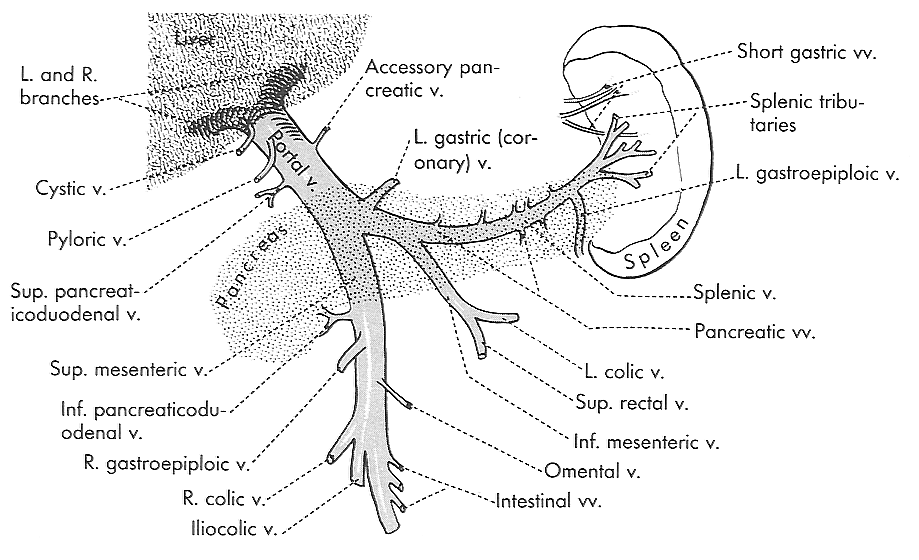 Liver
L. and R.
branches
Accessory pan-
creatic v.
L. gastric (cor-
onary) v.
Short gastric vv.
Splenic tribu-
taries
L. gastroepiploic v.
Portal v.
Cystic v.
Pyloric v.
Pancreas
Spleen
Sup. pancreat-
icoduodenal v.
Splenic v.
Pancreatic vv.
Sup. mesenteric v.
L. colic v.
Sup. rectal v.
Inf. pancreaticodu-
odenal v.
Inf. mesenteric v.
R. gastroepiploic v.
Omental v.
R. colic v.
Intestinal vv.
Iliocolic v.